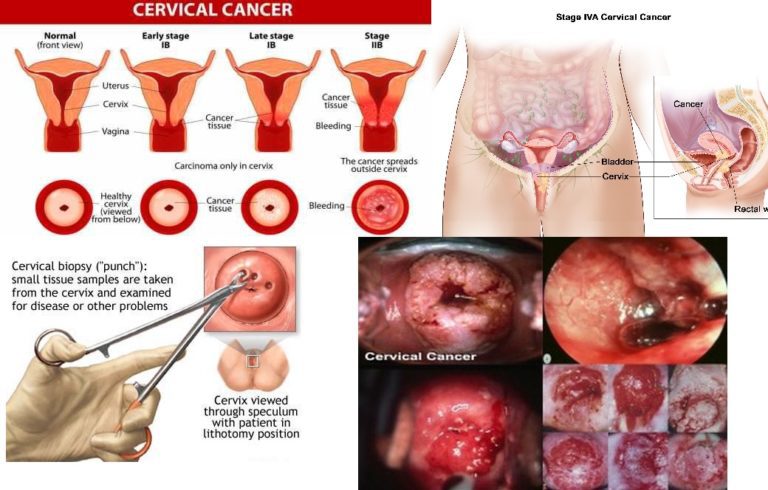 CERVICAL CANCER
Normal
(front view)
Early stage
IB
Late stage
IB
Stage
IIB
Uterus
Cervix
Vagina
Cancer
tissue
Cancer
tissue
Bleeding
Carcinoma only in cervix
The cancer spreads
outside cervix
Healthy
cervix
(viewed
from below)
Cancer
tissue
Bleeding
Stage IVA Cervical Cancer
Cancer
Bladder
Cervix
Rectal w
Cervical biopsy ("punch"):
small tissue samples are taken
from the cervix and examined
for disease or other problems
Cervix viewed
through speculum
with patient in
lithotomy position
Cervical Cancer